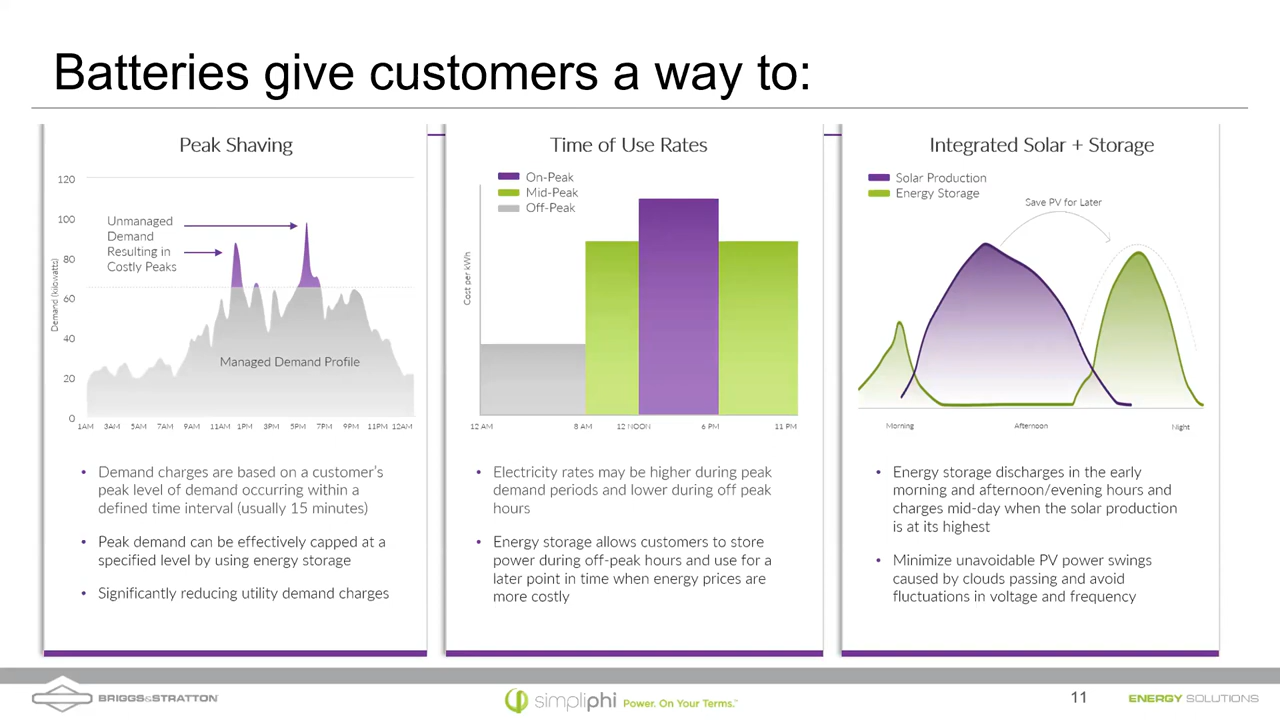 Batteries give customers a way to:
Peak Shaving
120
100
80
60
40
20
0
Demand (kilowatts)
Unmanaged
Demand
Resulting in
Costly Peaks
Managed Demand Profile
1AM 3AM 5AM 7AM 9AM 11AM 1PM 3PM 5PM 7PM 9PM 11PM 12AM
• Demand charges are based on a customer's
peak level of demand occurring within a
defined time interval (usually 15 minutes)
• Peak demand can be effectively capped at a
specified level by using energy storage
• Significantly reducing utility demand charges
Time of Use Rates
On-Peak
Mid-Peak
Off-Peak
Cost per kWh
12 AM 8 AM 12 NOON 6 PM 11 PM
• Electricity rates may be higher during peak
demand periods and lower during off peak
hours
• Energy storage allows customers to store
power during off-peak hours and use for a
later point in time when energy prices are
more costly
Integrated Solar + Storage
Solar Production
Energy Storage
Save PV for Later
Morning Afternoon Night
• Energy storage discharges in the early
morning and afternoon/evening hours and
charges mid-day when the solar production
is at its highest
• Minimize unavoidable PV power swings
caused by clouds passing and avoid
fluctuations in voltage and frequency
BRIGGS&STRATTON
simpliphi Power. On Your Terms.™
11
ENERGY SOLUTIONS